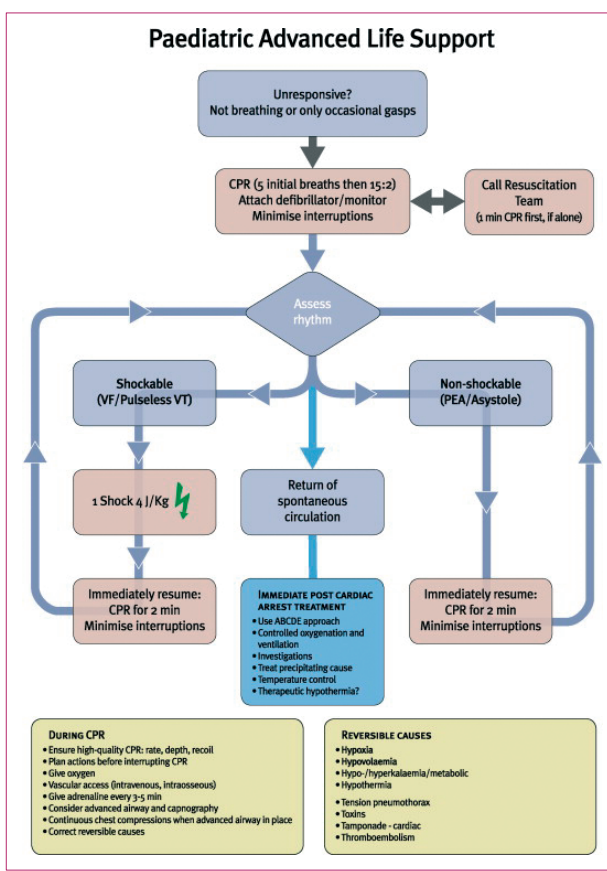 Paediatric Advanced Life Support
Unresponsive?
Not breathing or only occasional gasps
CPR (5 initial breaths then 15:2)
Attach defibrillator/monitor
Minimise interruptions
Call Resuscitation
Team
(1 min CPR first, if alone)
Assess
rhythm
Shockable
(VF/Pulseless VT)
Non-shockable
(PEA/Asystole)
1 Shock 4 J/Kg
Return of
spontaneous
circulation
Immediately resume:
CPR for 2 min
Minimise interruptions
IMMEDIATE POST CARDIAC
ARREST TREATMENT
• Use ABCDE approach
• Controlled oxygenation and
ventilation
• Investigations
• Treat precipitating cause
• Temperature control
• Therapeutic hypothermia?
Immediately resume:
CPR for 2 min
Minimise interruptions
DURING CPR
• Ensure high-quality CPR: rate, depth, recoil
• Plan actions before interrupting CPR
• Give oxygen
• Vascular access (intravenous, intraosseous)
• Give adrenaline every 3-5 min
• Consider advanced airway and capnography
• Continuous chest compressions when advanced airway in place
• Correct reversible causes
REVERSIBLE CAUSES
• Hypoxia
• Hypovolaemia
• Hypo-/hyperkalaemia/metabolic
• Hypothermia
• Tension pneumothorax
• Toxins
• Tamponade - cardiac
• Thromboembolism